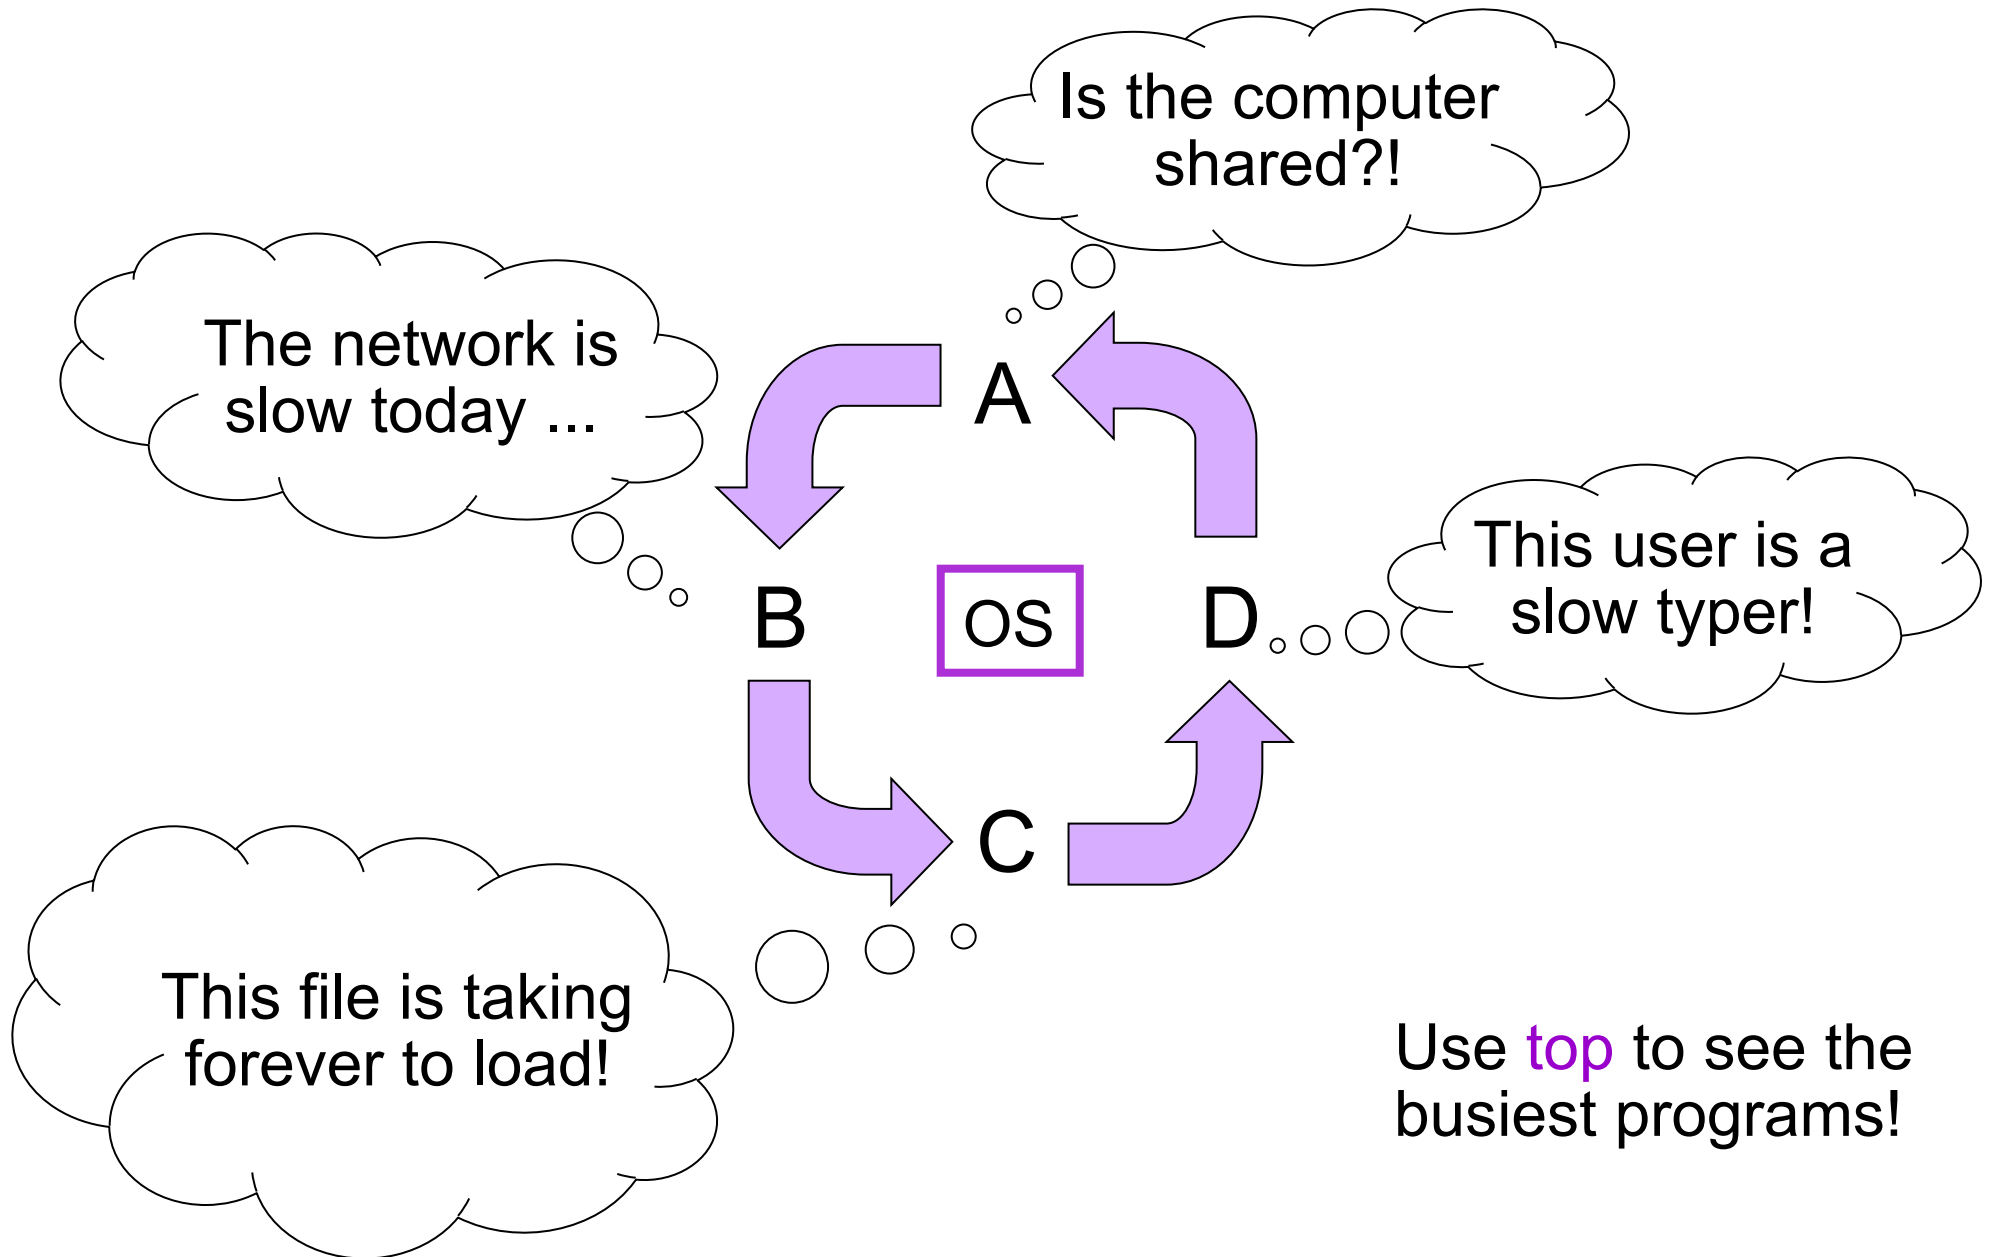 Is the computer
shared?!
The network is
slow today ...
A
This user is a
slow typer!
B
OS
D
C
This file is taking
forever to load!
Use top to see the
busiest programs!